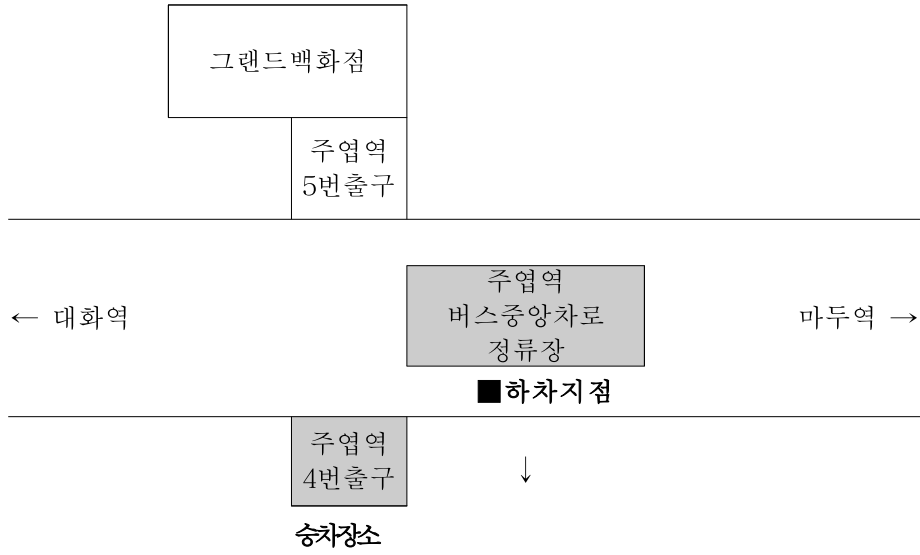 그랜드백화점
주엽역
5번출구
주엽역
버스중앙차로
정류장
← 대화역
마두역 →
■하차지점
주엽역
4번출구
↓
승차장소